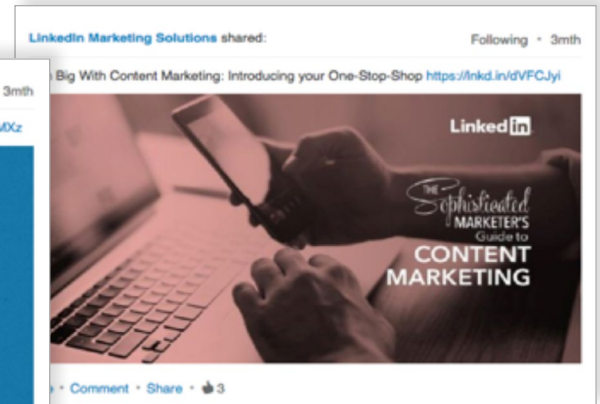 LinkedIn Marketing Solutions shared:
Following • 3mth
Big With Content Marketing: Introducing your One-Stop-Shop https://lnkd.in/dVFCJyi
3mth
MXz
Linked in
THE
Sophisticated
MARKETER'S
Guide to
CONTENT
MARKETING
• Comment • Share • 3